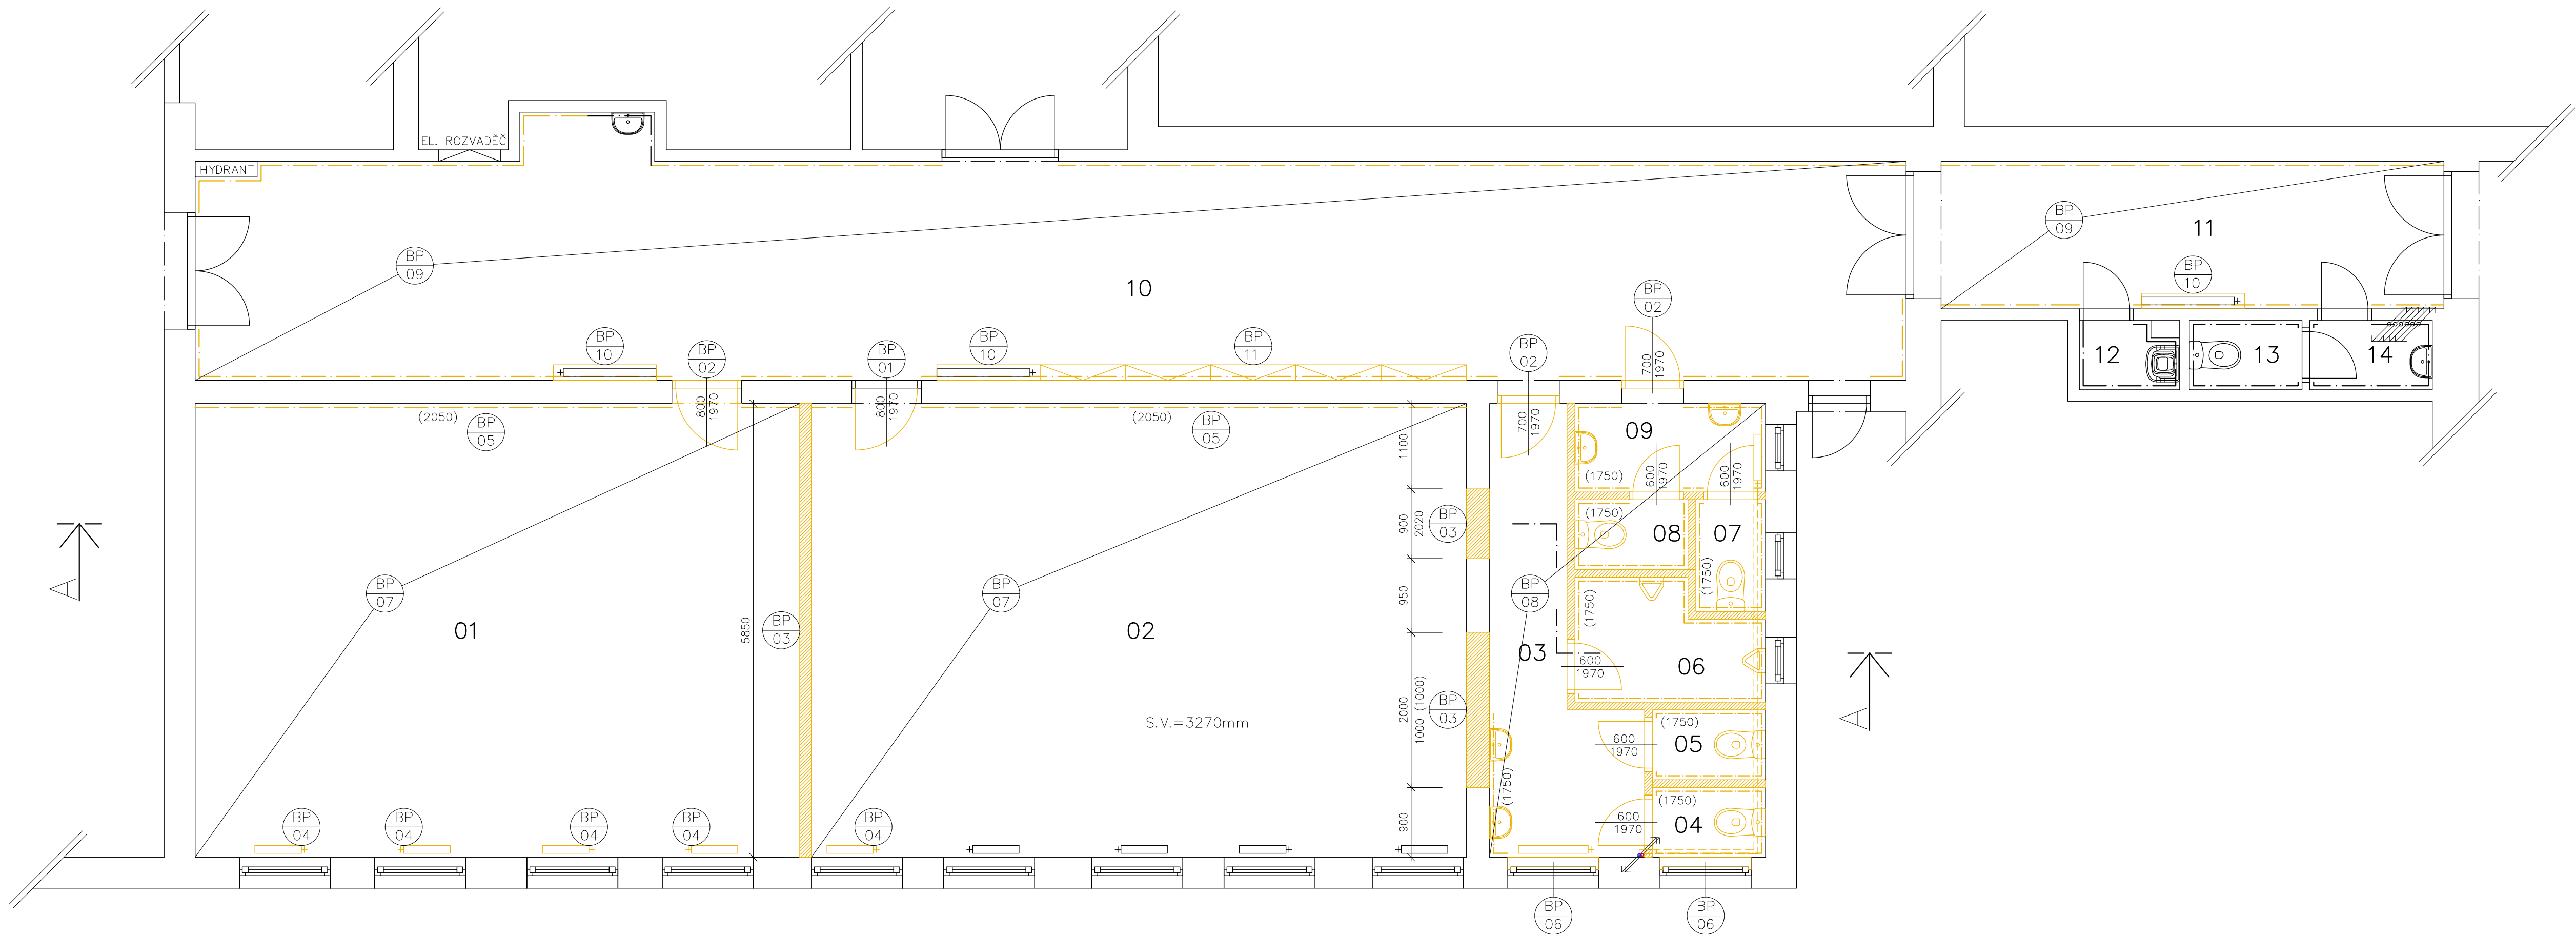 EL. ROZVADĚČ
HYDRANT
BP
09
10
BP
09
11
BP
10
BP
10
BP
02
BP
01
BP
10
BP
11
BP
02
BP
02
700
1970
12
13
14
800
1970
800
1970
700
1970
(2050)
BP
05
(2050)
BP
05
1100
09
(1750)
600
1970
600
1970
900
2020
BP
03
(1750)
08
07
(1750)
A
BP
07
BP
07
950
BP
08
(1750)
01
5850
BP
03
02
03
600
1970
06
2000
1000 (1000)
BP
03
A
S.V.=3270mm
(1750)
05
600
1970
(1750)
(1750)
04
600
1970
900
BP
04
BP
04
BP
04
BP
04
BP
04
BP
06
BP
06